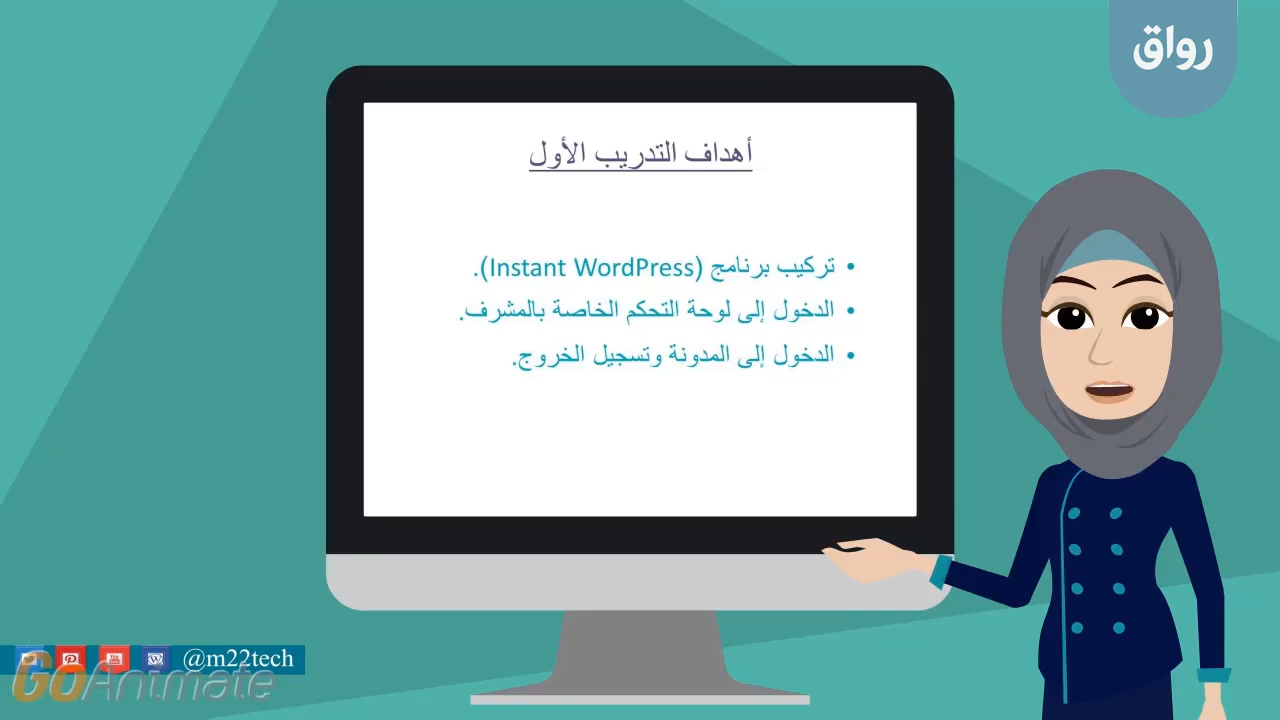 رواق
أهداف التدريب الأول
• تركيب برنامج (Instant WordPress).
• الدخول إلى لوحة التحكم الخاصة بالمشرف.
• الدخول إلى المدونة وتسجيل الخروج.
@m22tech
GoAnimate